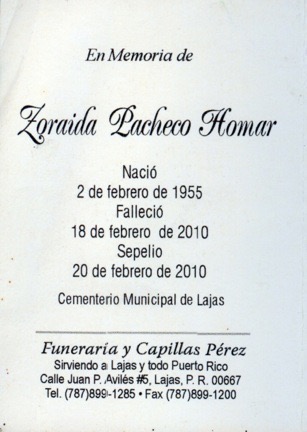 En Memoria de
Zoraida Pacheco Homar
Nació
2 de febrero de 1955
Falleció
18 de febrero de 2010
Sepelio
20 de febrero de 2010
Cementerio Municipal de Lajas
Funeraría y Capillas Pérez
Sirviendo a Lajas y todo Puerto Rico
Calle Juan P. Avilés #5, Lajas, P. R. 00667
Tel. (787)899-1285 • Fax (787)899-1200